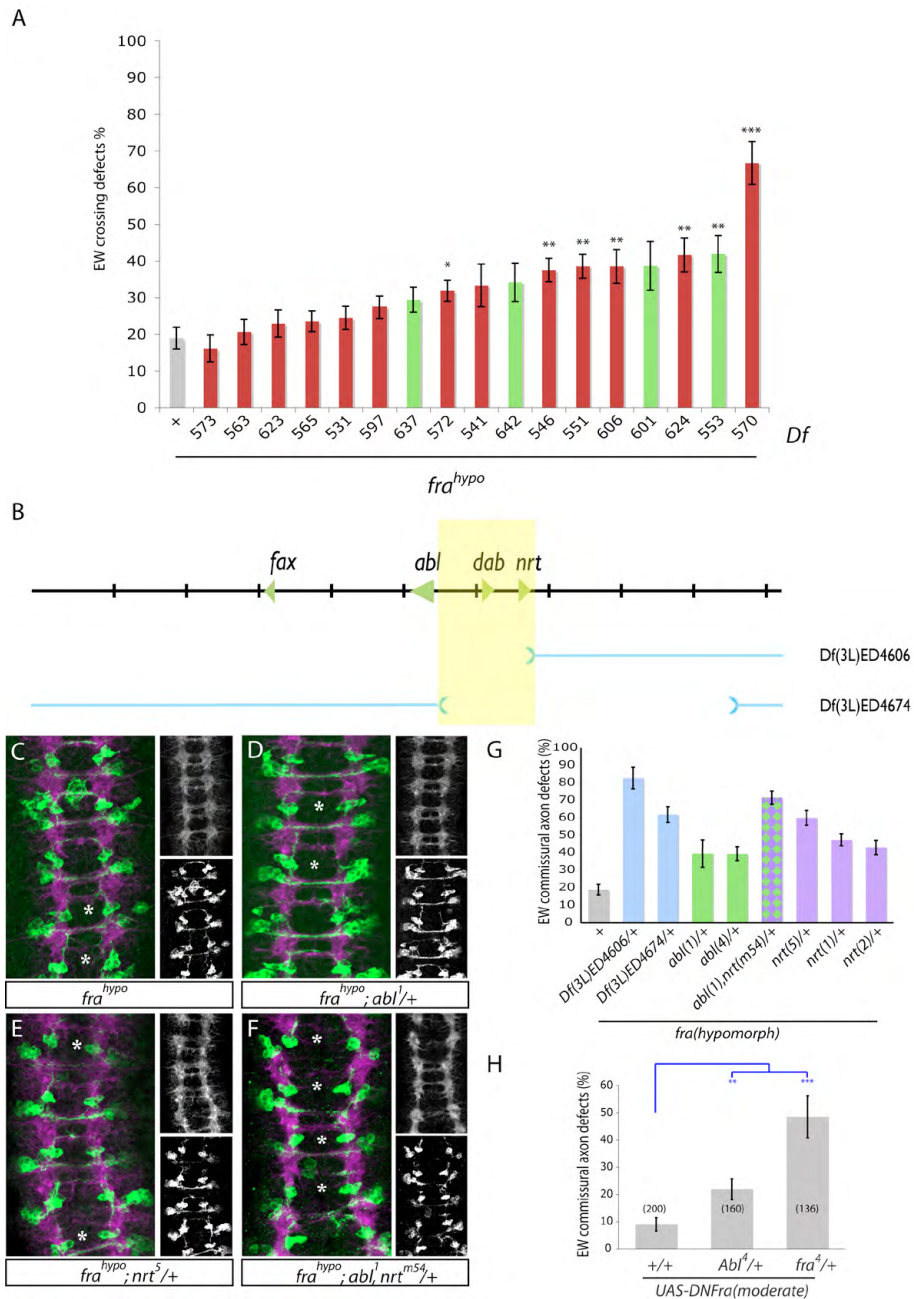 A
EW crossing defects %
100
90
80
70
60
50
40
30
20
10
0
* ** ** ** ** ** ***
+ 573 563 623 565 531 597 637 572 541 642 546 551 606 601 624 553 570 Df
fra^hypo
B
fax abl dab nrt
Df(3L)ED4606
Df(3L)ED4674
C
* *
fra^hypo
D
* *
fra^hypo; abl^1/+
E
* *
fra^hypo; nrt^5/+
F
* * * *
fra^hypo; abl, nrt^m54/+
G
EW commissural axon defects (%)
100
90
80
70
60
50
40
30
20
10
0
+ Df(3L)ED4606/+ Df(3L)ED4674/+ abl(1)/+ abl(4)/+ abl(1),nrt(m54)/+ nrt(5)/+ nrt(1)/+ nrt(2)/+
fra(hypomorph)
H
EW commissural axon defects (%)
60
50
40
30
20
10
0
** ***
(200) (160) (136)
+/+ Abl^4/+ fra^4/+
UAS-DNFra(moderate)